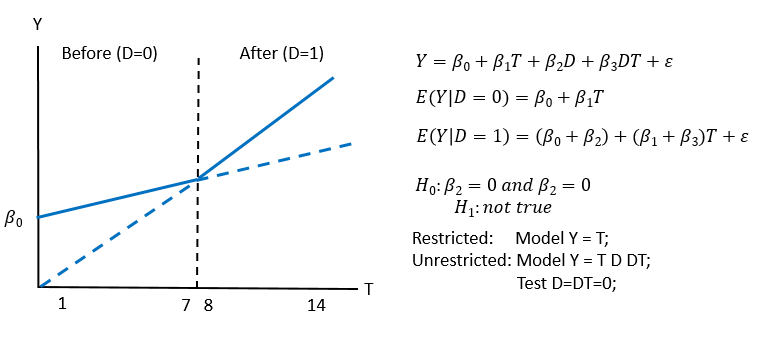 Y
Before (D=0)
After (D=1)
β₀
1
7
8
14
T
Y = β₀ + β₁T + β₂D + β₃DT + ε
E(Y|D = 0) = β₀ + β₁T
E(Y|D = 1) = (β₀ + β₂) + (β₁ + β₃)T + ε
H₀: β₂ = 0 and β₂ = 0
H₁: not true
Restricted: Model Y = T;
Unrestricted: Model Y = T D DT;
Test D=DT=0;